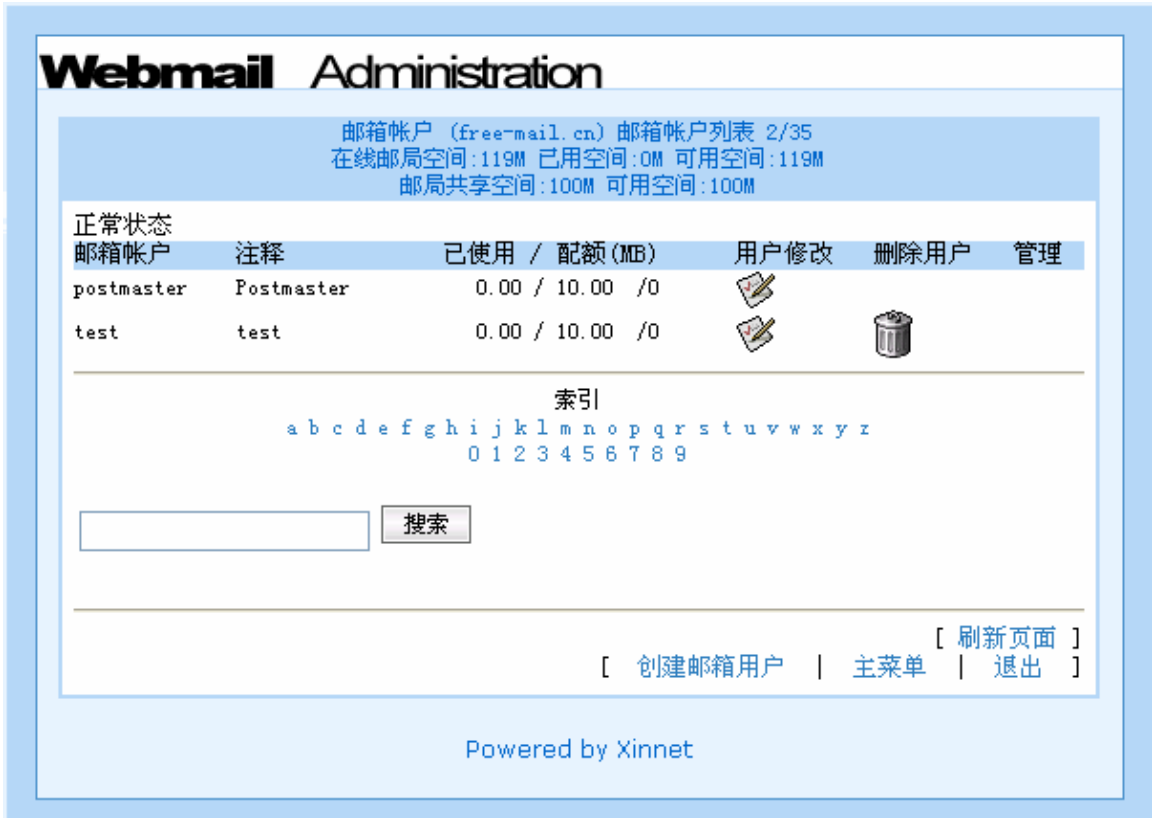 Webmail Administration
邮箱帐户 (free-mail.cn) 邮箱帐户列表 2/35
在线邮局空间:119M 已用空间:0M 可用空间:119M
邮局共享空间:100M 可用空间:100M
正常状态
邮箱帐户 注释 已使用 / 配额(MB) 用户修改 删除用户 管理
postmaster Postmaster 0.00 / 10.00 /0
test test 0.00 / 10.00 /0
索引
a b c d e f g h i j k l m n o p q r s t u v w x y z
0 1 2 3 4 5 6 7 8 9
搜索
[ 刷新页面 ]
[ 创建邮箱用户 | 主菜单 | 退出 ]
Powered by Xinnet